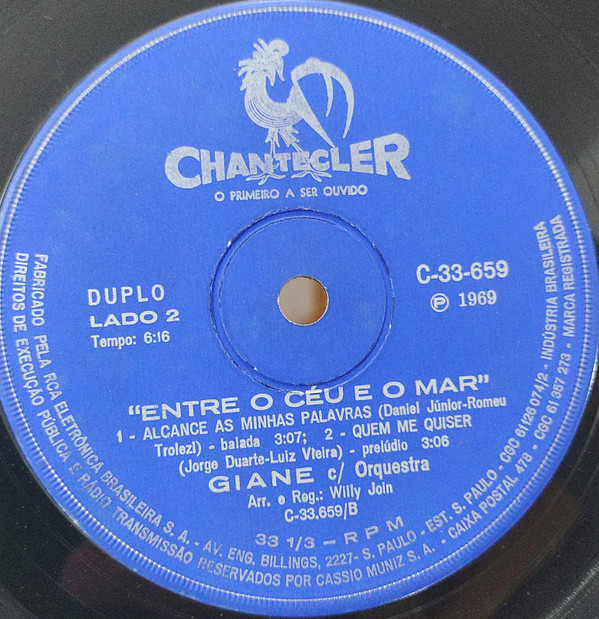 CHANTECLER
O PRIMEIRO A SER OUVIDO
DUPLO
LADO 2
Tempo: 6:16
C-33-659
Ⓟ 1969
"ENTRE O CÉU E O MAR"
1 - ALCANCE AS MINHAS PALAVRAS (Daniel Júnior-Romeu
Trolezi) - balada 3:07; 2 - QUEM ME QUISER
(Jorge Duarte-Luiz Vieira) - prelúdio 3:06
GIANE c/ Orquestra
Arr. e Reg.: Willy Join
C-33.659/B
33 1/3 - R P M
FABRICADO PELA RCA ELETRÔNICA BRASILEIRA S. A. - AV. ENG. BILLINGS, 2227- S. PAULO - EST. S. PAULO - CGC 61126074/2 - INDÚSTRIA BRASILEIRA
DIREITOS DE EXECUÇÃO PÚBLICA E RÁDIO TRANSMISSÃO RESERVADOS POR CASSIO MUNIZ S. A. - CAIXA POSTAL 478 - CGC 61 357 273 - MARCA REGISTRADA